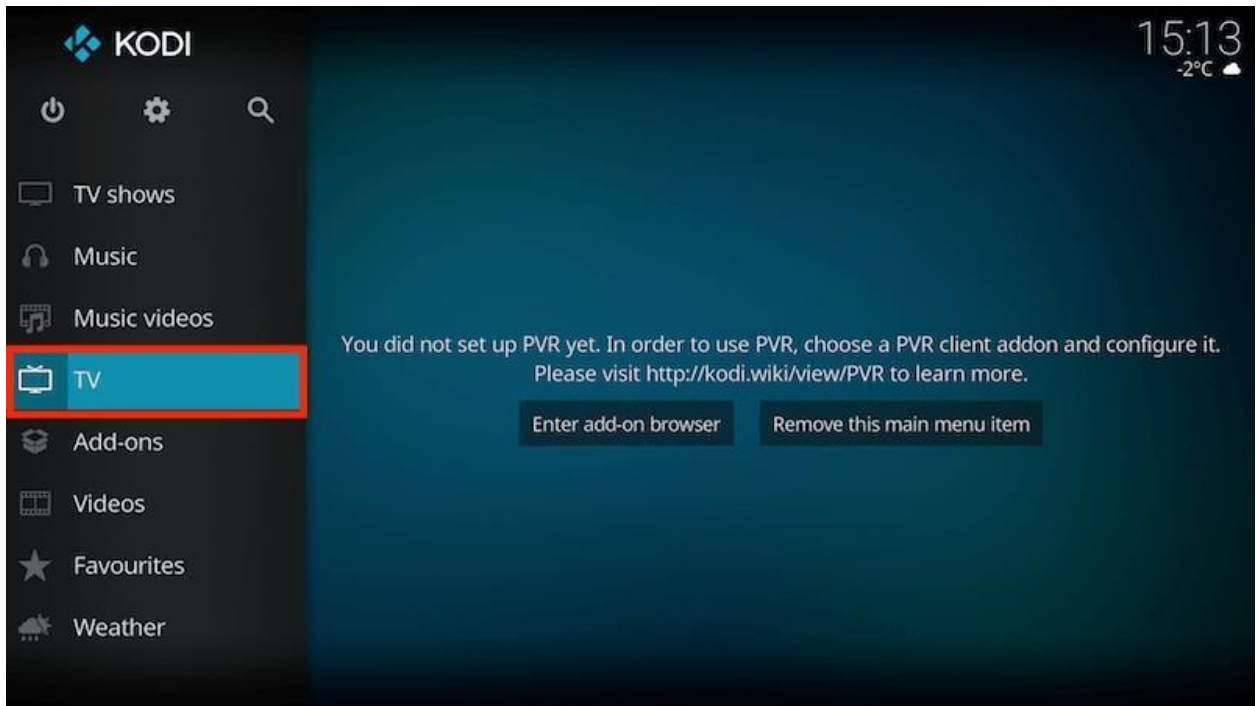 KODI
15:13
-2°C
TV shows
Music
Music videos
TV
Add-ons
Videos
Favourites
Weather
You did not set up PVR yet. In order to use PVR, choose a PVR client addon and configure it.
Please visit http://kodi.wiki/view/PVR to learn more.
Enter add-on browser
Remove this main menu item